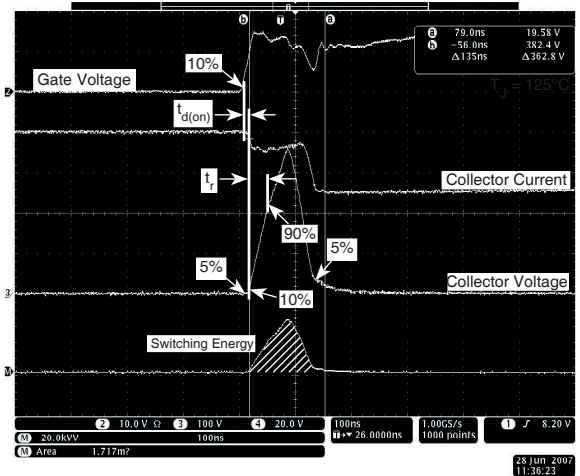 b T a
a 79.0ns 19.58 V
b −56.0ns 382.4 V
Δ135ns Δ362.8 V
10%
Gate Voltage
2
TJ = 125°C
td(on)
tr
Collector Current
90%
5%
5%
Collector Voltage
3
10%
Switching Energy
M
2 10.0 V Ω 3 100 V 4 20.0 V
M 20.0kVV 100ns
M Area 1.717m?
100ns
T→▼ 26.0000ns
1.00GS/s
1000 points
1 ∫ 8.20 V
28 Jun 2007
11:36:23